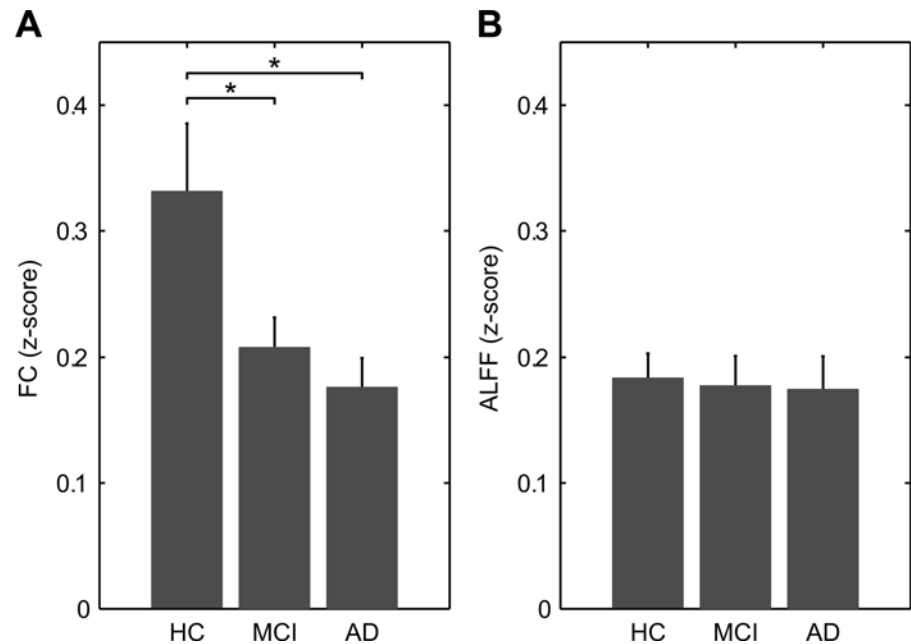 A
FC (z-score)
0.4
0.3
0.2
0.1
0
*
*
HC MCI AD
B
ALFF (z-score)
0.4
0.3
0.2
0.1
0
HC MCI AD